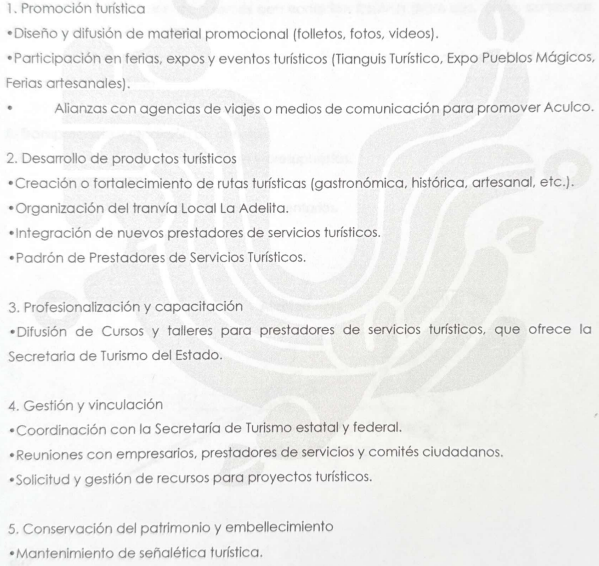 1. Promoción turística
•Diseño y difusión de material promocional (folletos, fotos, videos).
•Participación en ferias, expos y eventos turísticos (Tianguis Turístico, Expo Pueblos Mágicos,
Ferias artesanales).
• Alianzas con agencias de viajes o medios de comunicación para promover Aculco.
2. Desarrollo de productos turísticos
•Creación o fortalecimiento de rutas turísticas (gastronómica, histórica, artesanal, etc.).
•Organización del tranvía Local La Adelita.
•Integración de nuevos prestadores de servicios turísticos.
•Padrón de Prestadores de Servicios Turísticos.
3. Profesionalización y capacitación
•Difusión de Cursos y talleres para prestadores de servicios turísticos, que ofrece la
Secretaria de Turismo del Estado.
4. Gestión y vinculación
•Coordinación con la Secretaría de Turismo estatal y federal.
•Reuniones con empresarios, prestadores de servicios y comités ciudadanos.
•Solicitud y gestión de recursos para proyectos turísticos.
5. Conservación del patrimonio y embellecimiento
•Mantenimiento de señalética turística.